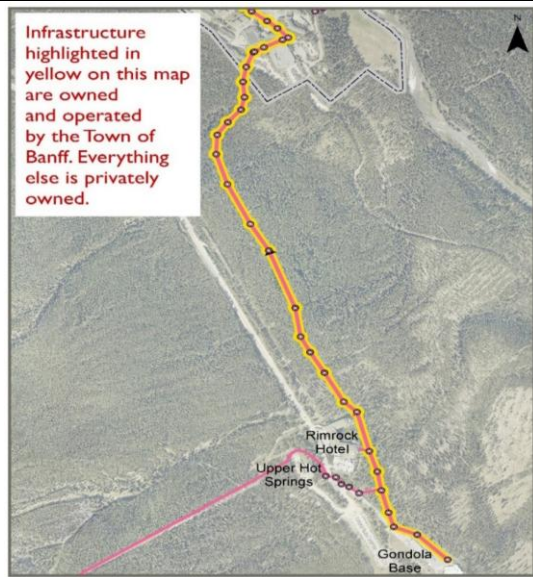 Infrastructure
highlighted in
yellow on this map
are owned
and operated
by the Town of
Banff. Everything
else is privately
owned.
N
Rimrock
Hotel
Upper Hot
Springs
Gondola
Base